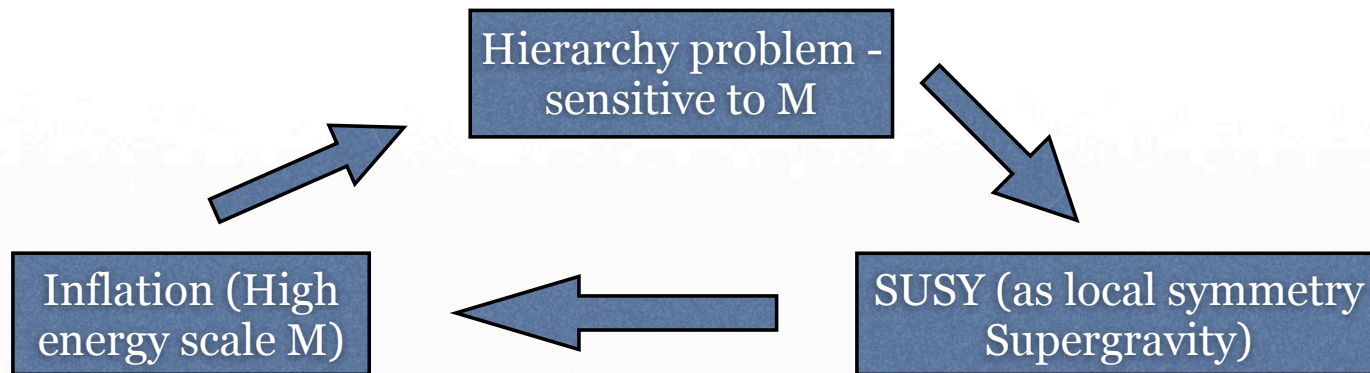 Hierarchy problem -
sensitive to M
Inflation (High
energy scale M)
SUSY (as local symmetry
Supergravity)